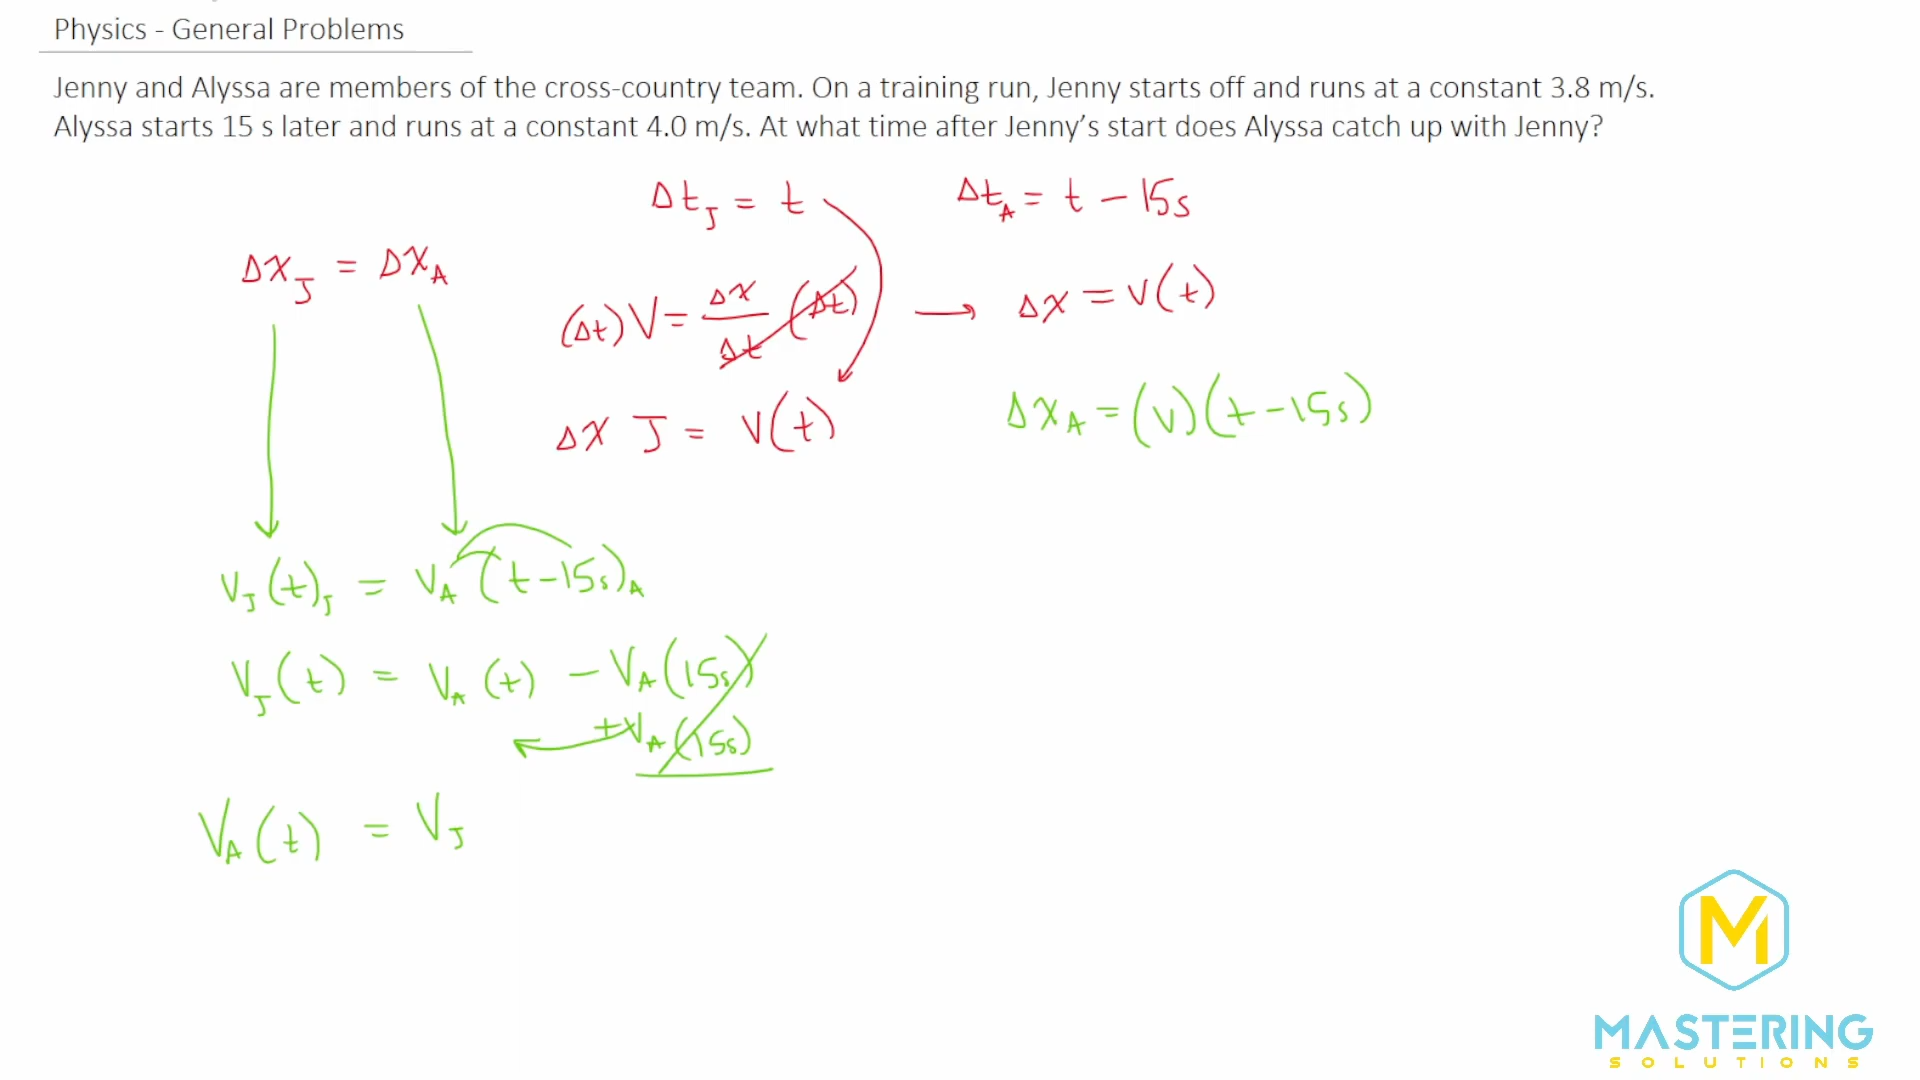 Physics - General Problems
Jenny and Alyssa are members of the cross-country team. On a training run, Jenny starts off and runs at a constant 3.8 m/s.
Alyssa starts 15 s later and runs at a constant 4.0 m/s. At what time after Jenny’s start does Alyssa catch up with Jenny?
Δt_J = t
Δt_A = t - 15s
Δx_J = Δx_A
(Δt)V = Δx/Δt (Δt) → Δx = v(t)
Δx J = v(t)
Δx_A = (v)(t - 15s)
V_J(t)_J = V_A(t - 15s)_A
V_J(t) = V_A(t) - V_A(15s)
+V_A(15s)
V_A(t) = V_J
M
MASTERING
SOLUTIONS